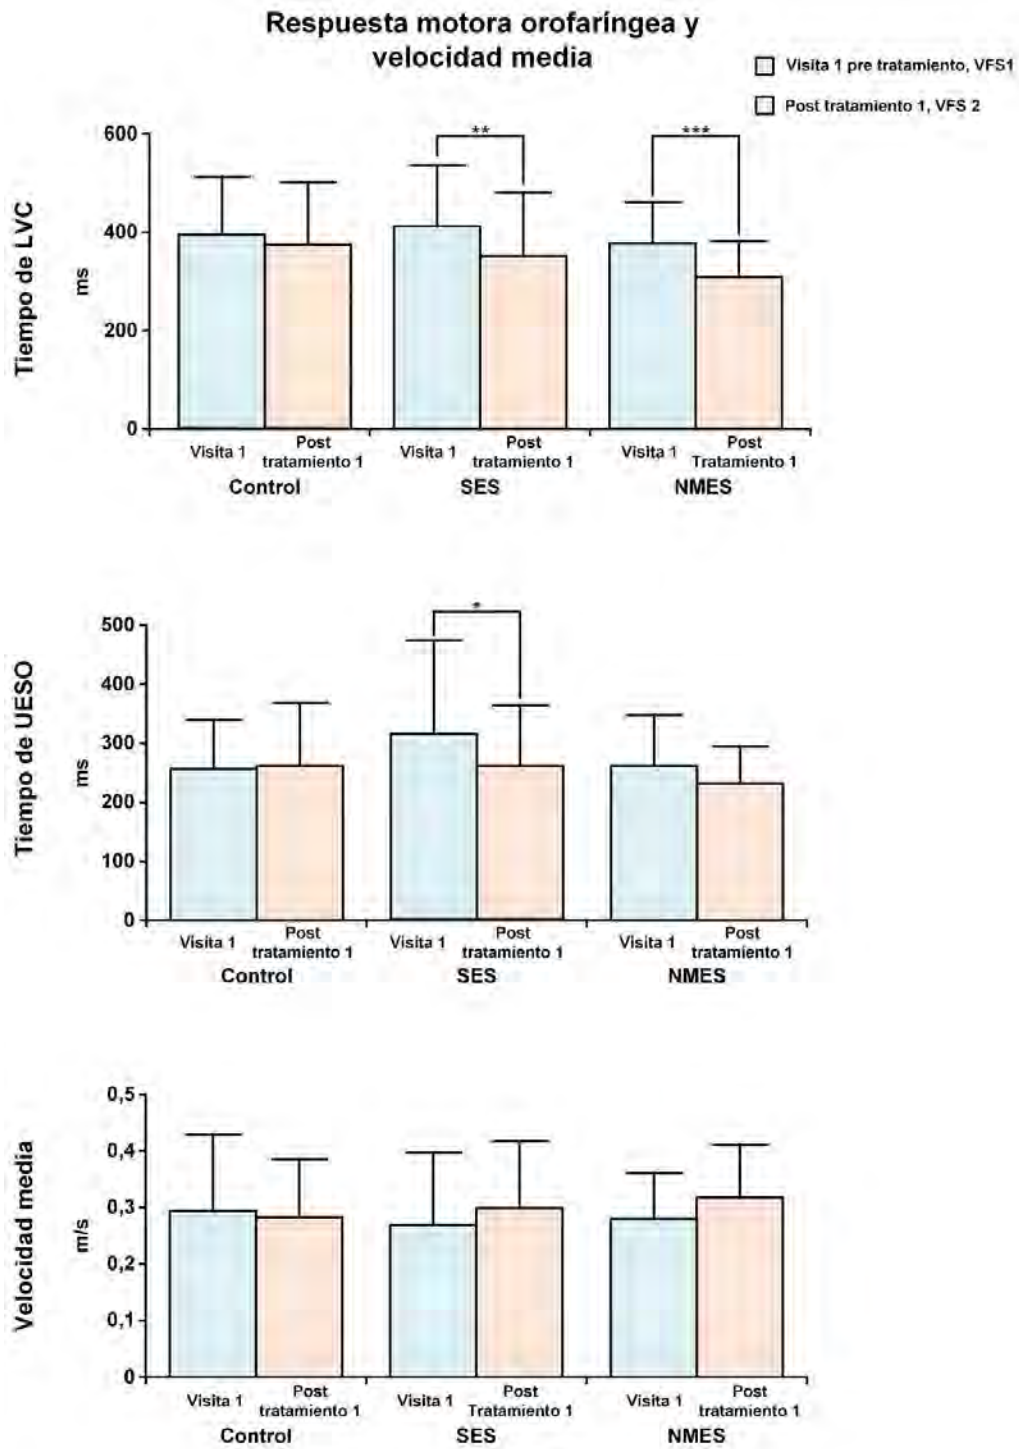 Respuesta motora orofaríngea y
velocidad media
Visita 1 pre tratamiento, VFS1
Post tratamiento 1, VFS 2
Tiempo de LVC
ms
600
400
200
0
**
***
Visita 1
Post
tratamiento 1
Visita 1
Post
tratamiento 1
Visita 1
Post
Tratamiento 1
Control
SES
NMES
Tiempo de UESO
ms
500
400
300
200
100
0
*
Visita 1
Post
tratamiento 1
Visita 1
Post
tratamiento 1
Visita 1
Post
tratamiento 1
Control
SES
NMES
Velocidad media
m/s
0,5
0,4
0,3
0,2
0,1
0
Visita 1
Post
tratamiento 1
Visita 1
Post
Tratamiento 1
Visita 1
Post
tratamiento 1
Control
SES
NMES